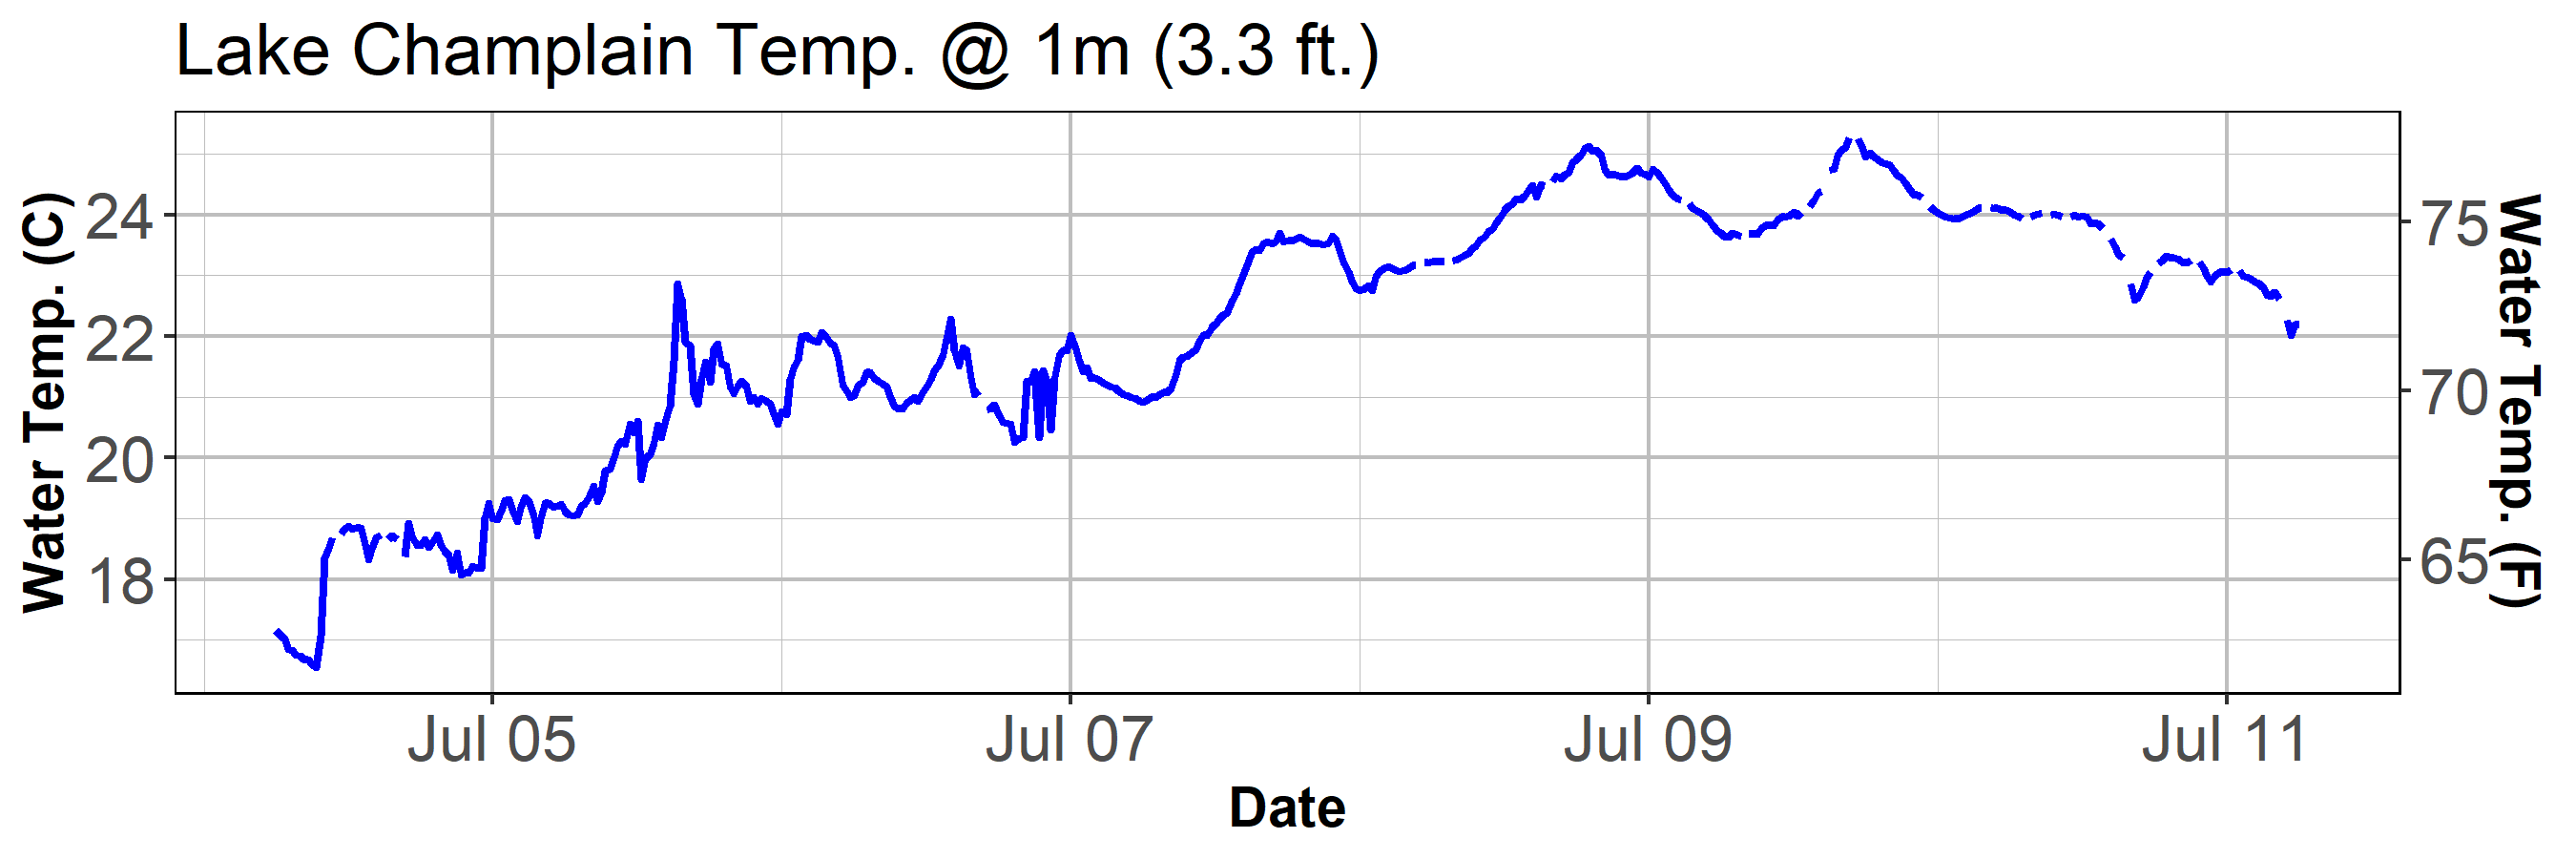 Lake Champlain Temp. @ 1m (3.3 ft.)
Water Temp. (C)
24
22
20
18
75
70
65
Water Temp. (F)
Jul 05
Jul 07
Jul 09
Jul 11
Date